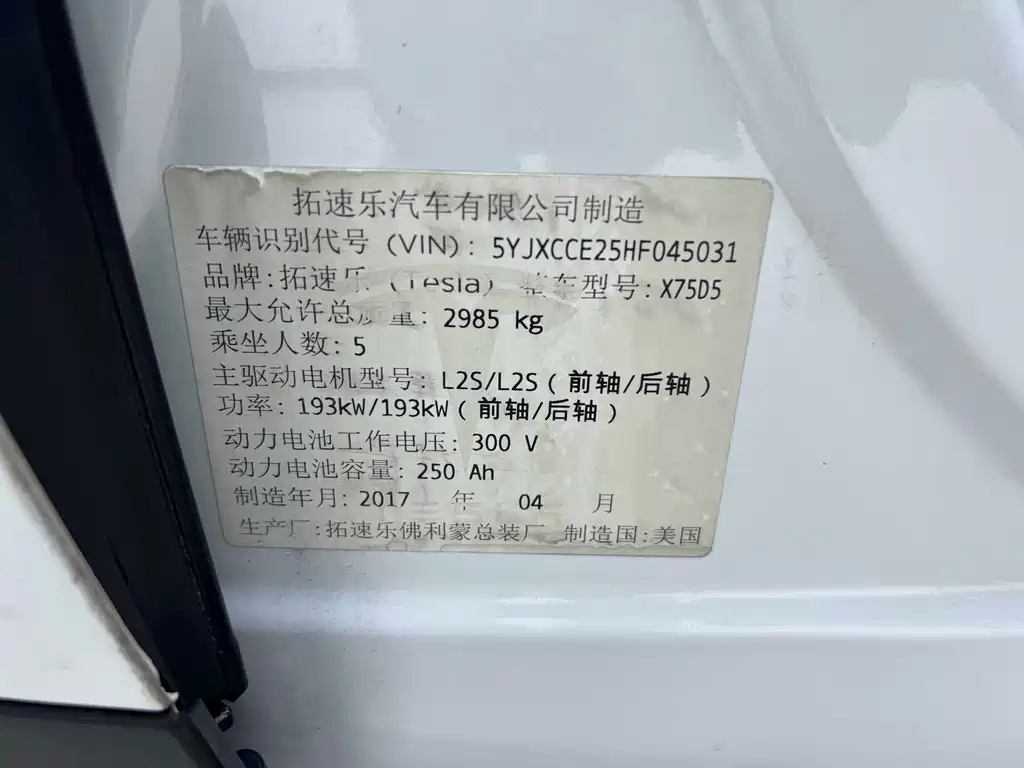 拓速乐汽车有限公司制造
车辆识别代号 (VIN): 5YJXCCE25HF045031
品牌:拓速乐 (Tesla) 整车型号:X75D5
最大允许总质量: 2985 kg
乘坐人数: 5
主驱动电机型号: L2S/L2S ( 前轴/后轴 )
功率: 193kW/193kW ( 前轴/后轴 )
动力电池工作电压: 300 V
动力电池容量: 250 Ah
制造年月: 2017 年 04 月
生产厂:拓速乐佛利蒙总装厂 制造国:美国